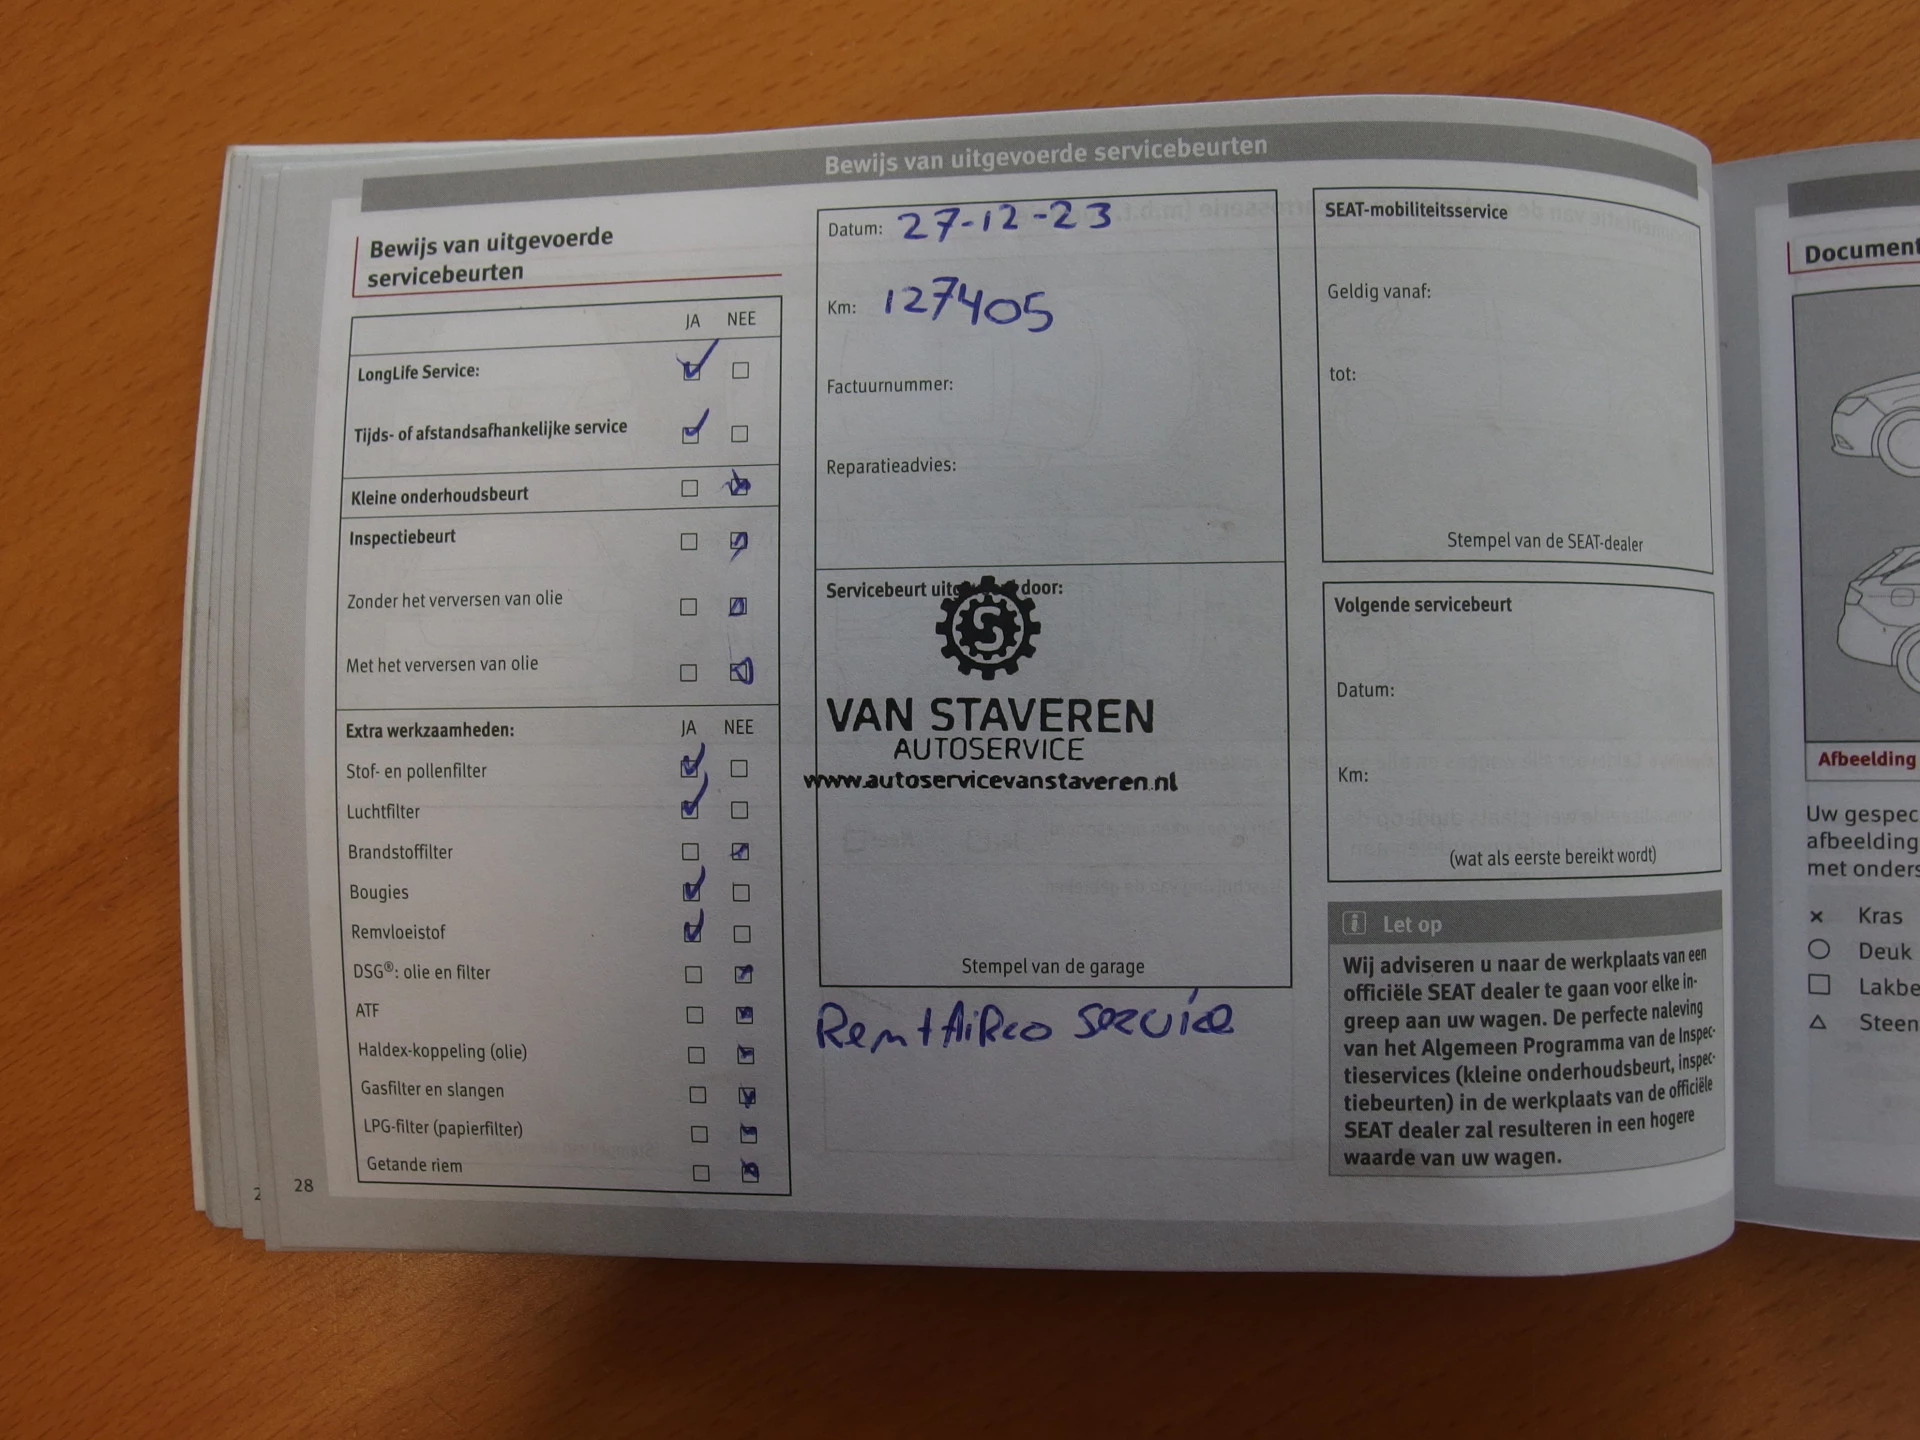 Bewijs van uitgevoerde servicebeurten
Bewijs van uitgevoerde
servicebeurten
JA NEE
LongLife Service:
Tijds- of afstandsafhankelijke service
Kleine onderhoudsbeurt
Inspectiebeurt
Zonder het verversen van olie
Met het verversen van olie
Extra werkzaamheden: JA NEE
Stof- en pollenfilter
Luchtfilter
Brandstoffilter
Bougies
Remvloeistof
DSG®: olie en filter
ATF
Haldex-koppeling (olie)
Gasfilter en slangen
LPG-filter (papierfilter)
Getande riem
28
Datum: 27-12-23
Km: 127405
Factuurnummer:
Reparatieadvies:
Servicebeurt door:
VAN STAVEREN
AUTOSERVICE
www.autoservicevanstaveren.nl
Stempel van de garage
Rem+Airco service
SEAT-mobiliteitsservice
Geldig vanaf:
tot:
Stempel van de SEAT-dealer
Volgende servicebeurt
Datum:
Km:
(wat als eerste bereikt wordt)
i Let op
Wij adviseren u naar de werkplaats van een
officiële SEAT dealer te gaan voor elke in-
greep aan uw wagen. De perfecte naleving
van het Algemeen Programma van de Inspec-
tieservices (kleine onderhoudsbeurt, inspec-
tiebeurten) in de werkplaats van de officiële
SEAT dealer zal resulteren in een hogere
waarde van uw wagen.
Document
Afbeelding
Uw gespec
afbeelding
met onders
Kras
Deuk
Lakbe
Steen